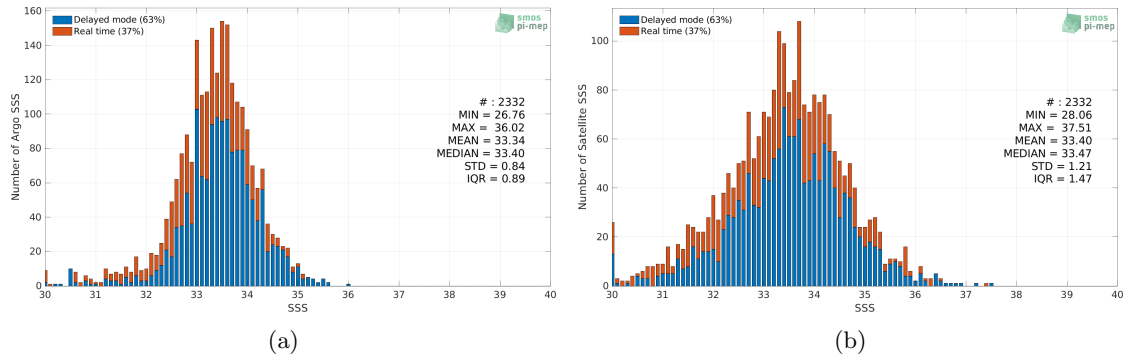 Delayed mode (63%)
Real time (37%)
smos
pi-mep
160
140
120
100
80
60
40
20
0
Number of Argo SSS
# : 2332
MIN = 26.76
MAX = 36.02
MEAN = 33.34
MEDIAN = 33.40
STD = 0.84
IQR = 0.89
30 31 32 33 34 35 36 37 38 39 40
SSS
(a)
Delayed mode (63%)
Real time (37%)
smos
pi-mep
100
80
60
40
20
0
Number of Satellite SSS
# : 2332
MIN = 28.06
MAX = 37.51
MEAN = 33.40
MEDIAN = 33.47
STD = 1.21
IQR = 1.47
30 31 32 33 34 35 36 37 38 39 40
SSS
(b)